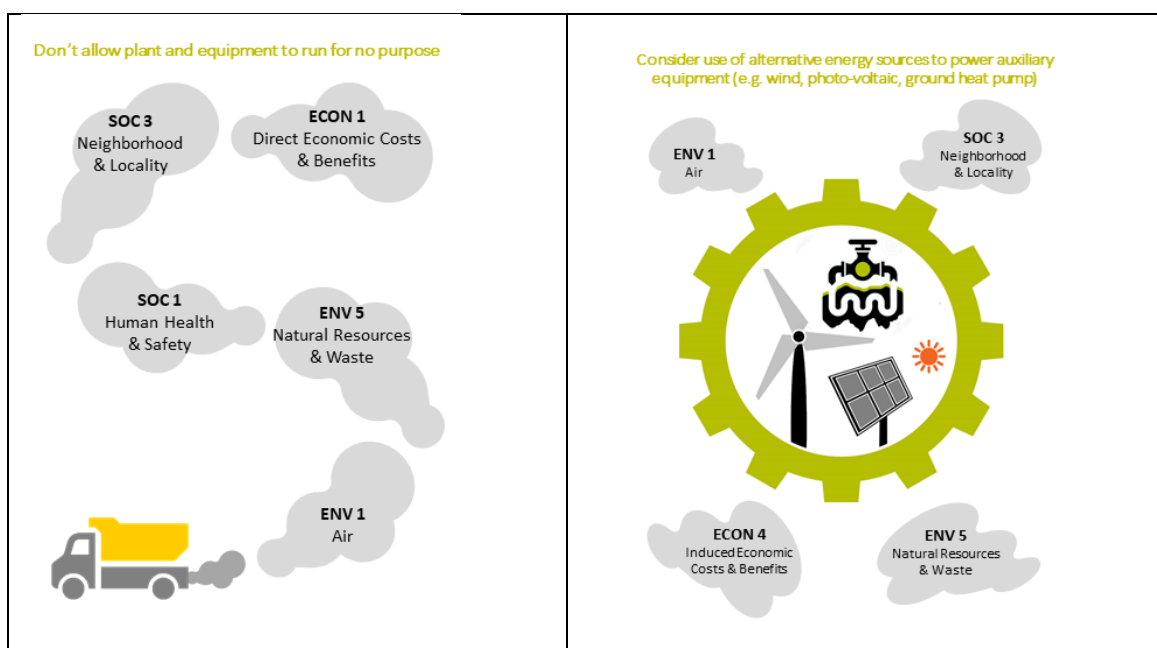 Don´t allow plant and equipment to run for no purpose
SOC 3
Neighborhood
& Locality
ECON 1
Direct Economic Costs
& Benefits
SOC 1
Human Health
& Safety
ENV 5
Natural Resources
& Waste
ENV 1
Air
Consider use of alternative energy sources to power auxiliary
equipment (e.g. wind, photo-voltaic, ground heat pump)
ENV 1
Air
SOC 3
Neighborhood
& Locality
ECON 4
Induced Economic
Costs & Benefits
ENV 5
Natural Resources
& Waste